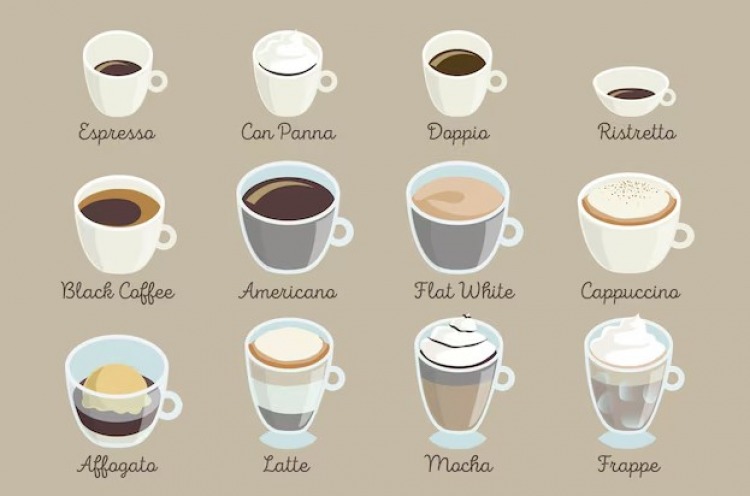 Espresso
Con Panna
Doppio
Ristretto
Black Coffee
Americano
Flat White
Cappuccino
Affogato
Latte
Mocha
Frappe